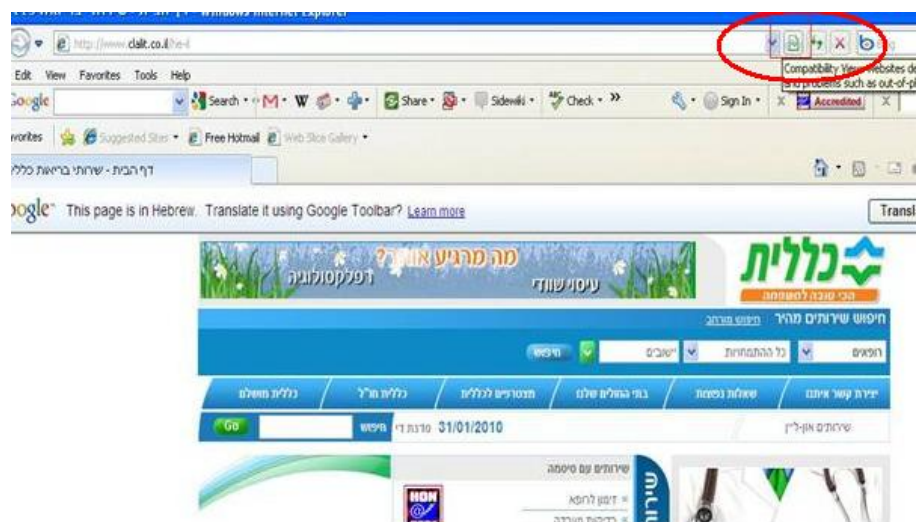 Windows Internet Explorer
http://www.clalit.co.il/he-il
Edit View Favorites Tools Help
Google Search M W Share Sidewiki Check » Sign In
Compatibility View: websites de
and problems such as out-of-pl
Accredited
Favorites Suggested Sites Free Hotmail Web Slice Gallery
דף הבית - שירותי בריאות כללי
Google This page is in Hebrew. Translate it using Google Toolbar? Learn more Transl
מה מרגיע אותך?
רפלקסולוגיה
עיסוי שוודי
כללית
הכי טובה למשפחה
חיפוש שירותים מהיר חיפוש מורחב
רופאים כל ההתמחויות יישובים חיפוש
יצירת קשר איתנו שאלות נפוצות בתי החולים שלנו מצטרפים לכללית כללית חו"ל כללית מושלם
שירותים און-ליין 31/01/2010 חיפוש Go
שירותים עם סיסמה
זימון לרופא
HON